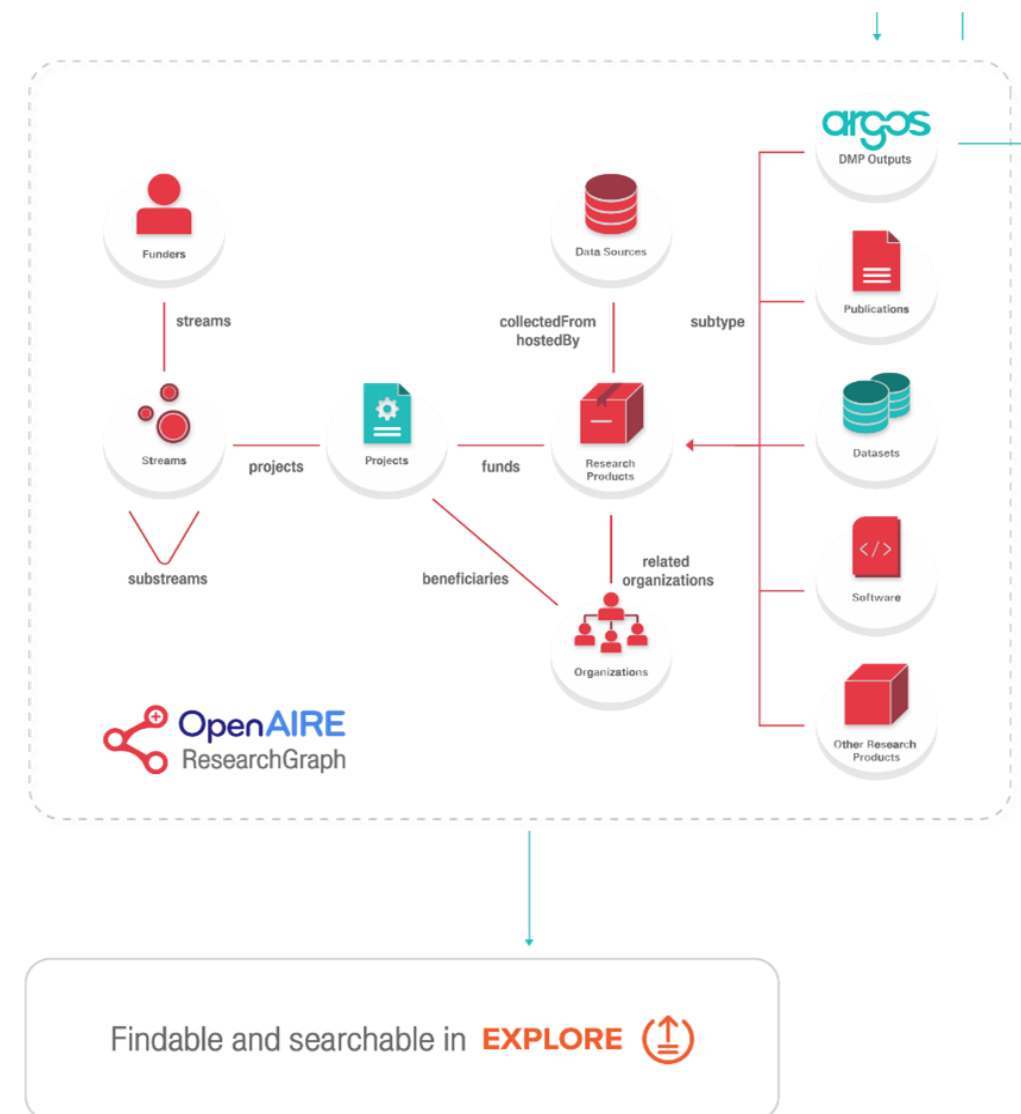 argos
DMP Outputs
Funders
Data Sources
Publications
streams
collectedFrom
hostedBy
subtype
Streams
projects
Projects
funds
Research
Products
Datasets
substreams
beneficiaries
related
organizations
Software
Organizations
OpenAIRE
ResearchGraph
Other Research
Products
Findable and searchable in EXPLORE